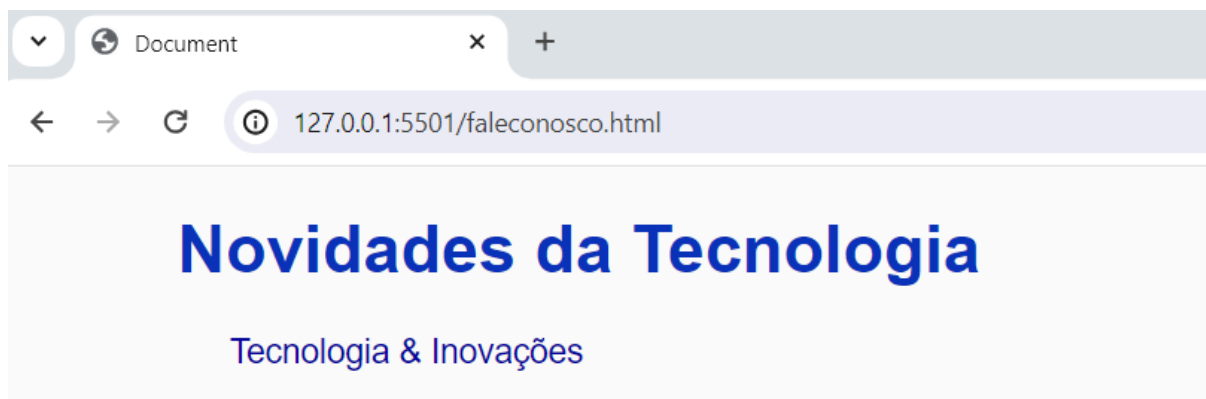 Document
127.0.0.1:5501/faleconosco.html
Novidades da Tecnologia
Tecnologia & Inovações